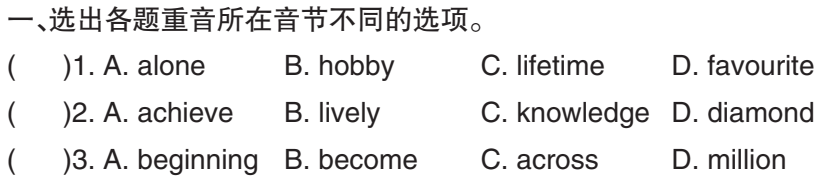 一、选出各题重音所在音节不同的选项。
( )1. A. alone B. hobby C. lifetime D. favourite
( )2. A. achieve B. lively C. knowledge D. diamond
( )3. A. beginning B. become C. across D. million